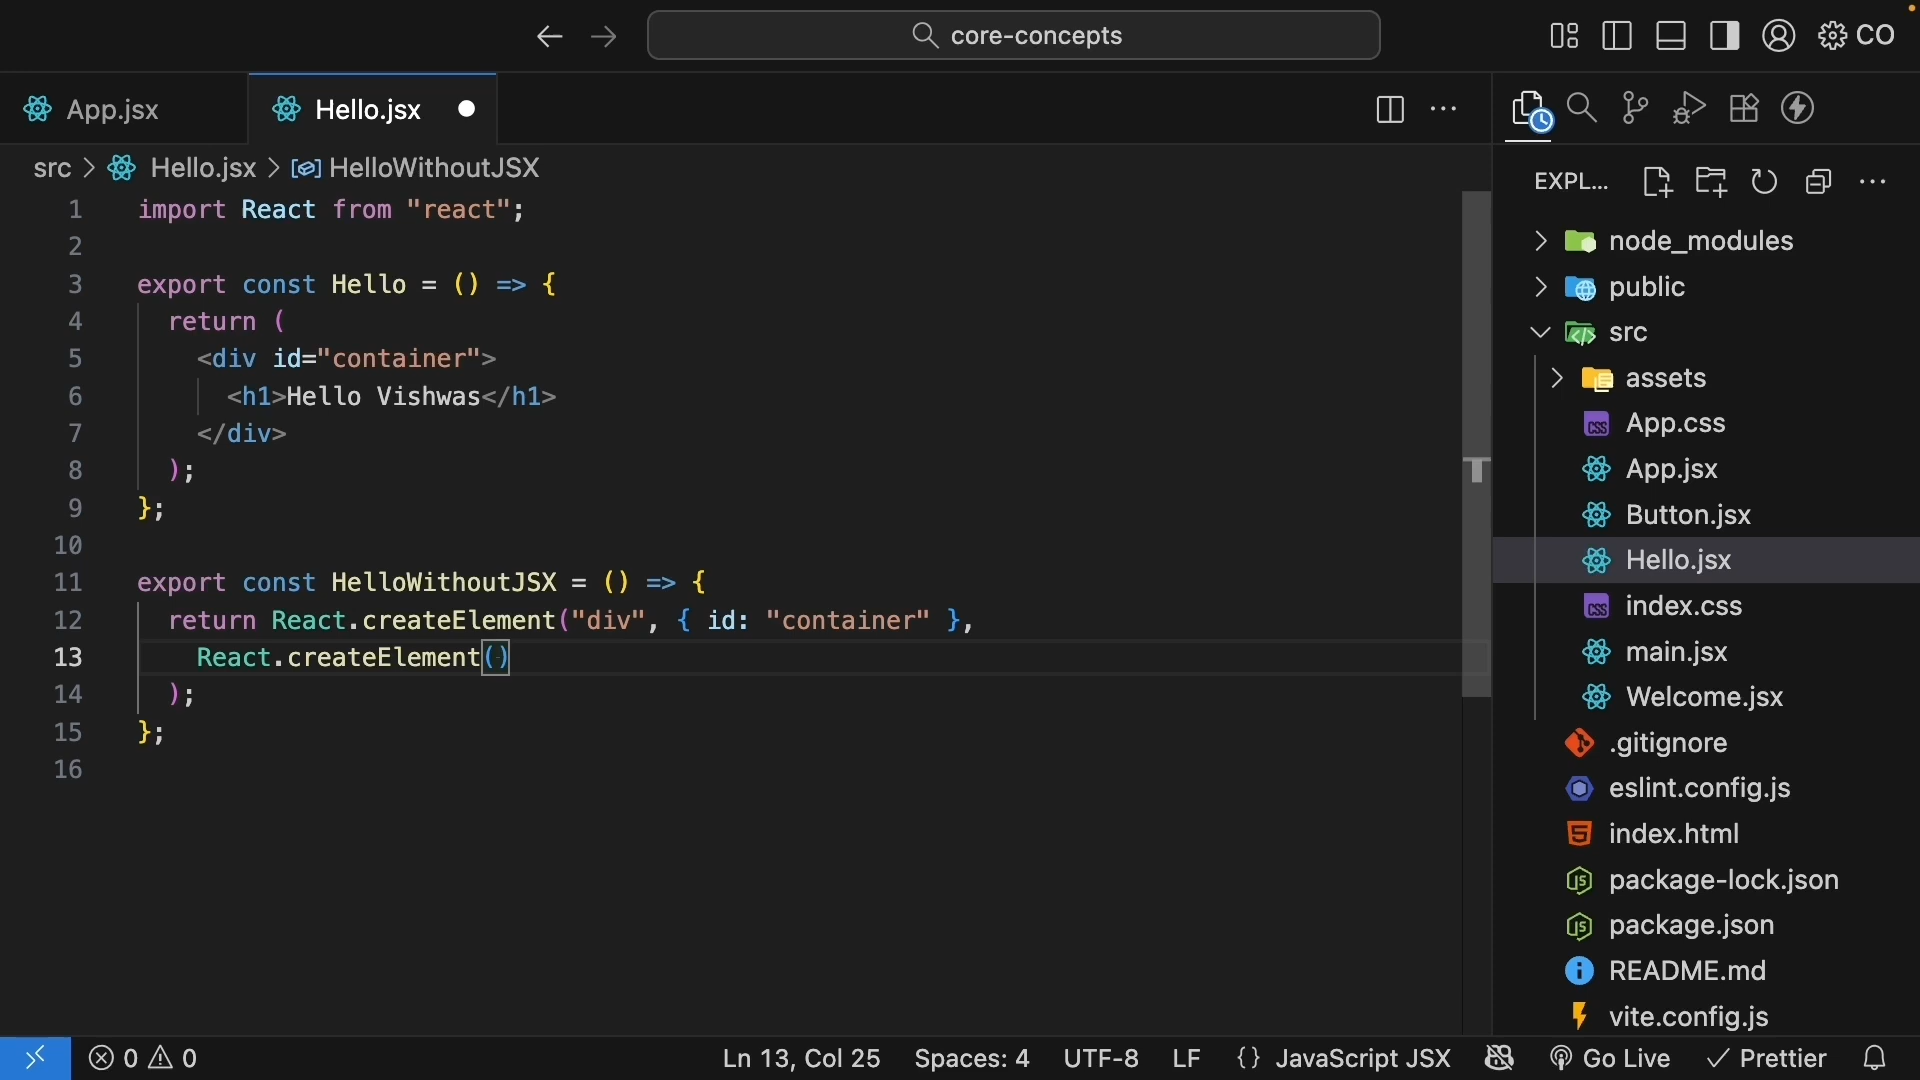 core-concepts
CO
App.jsx
Hello.jsx
src > Hello.jsx > HelloWithoutJSX
1 import React from "react";
2
3 export const Hello = () => {
4 return (
5 <div id="container">
6 <h1>Hello Vishwas</h1>
7 </div>
8 );
9 };
10
11 export const HelloWithoutJSX = () => {
12 return React.createElement("div", { id: "container" },
13 React.createElement()
14 );
15 };
16
EXPL...
node_modules
public
src
assets
App.css
App.jsx
Button.jsx
Hello.jsx
index.css
main.jsx
Welcome.jsx
.gitignore
eslint.config.js
index.html
package-lock.json
package.json
README.md
vite.config.js
0 0 Ln 13, Col 25 Spaces: 4 UTF-8 LF {} JavaScript JSX Go Live Prettier